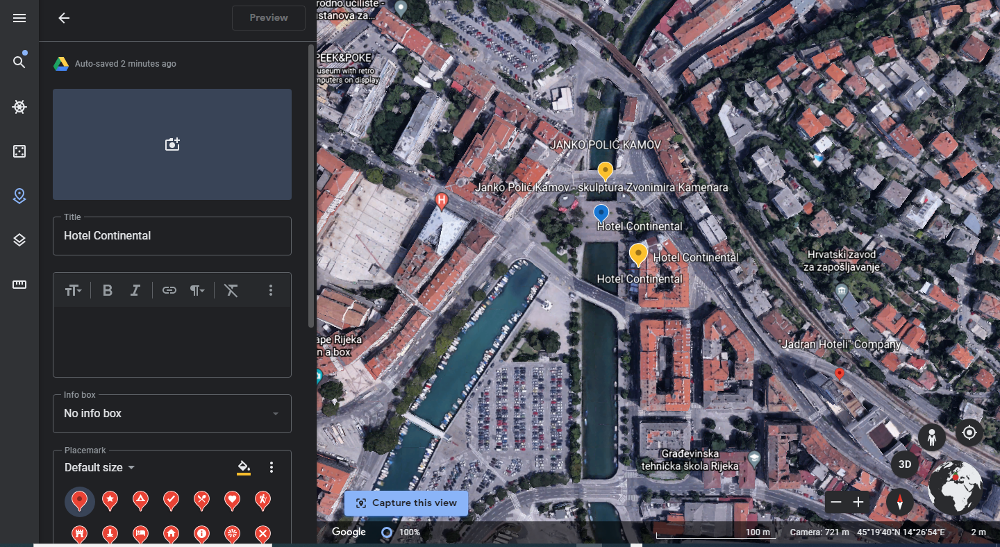 Preview
Auto-saved 2 minutes ago
Title
Hotel Continental
B I
Info box
No info box
Placemark
Default size
rodno učilište -
ustanova za...
PEEK&POKE
useum with retro
mputers on display
JANKO POLIĆ KAMOV
Janko Polić Kamov - skulptura Zvonimira Kamenara
H
Hotel Continental
Hotel Continental
Hotel Continental
Hrvatski zavod
za zapošljavanje
ape Rijeka
n a box
"Jadran Hoteli" Company
Građevinska
tehnička škola Rijeka
3D
Capture this view
Google
100%
100 m
Camera: 721 m
45°19'40"N 14°26'54"E
2 m